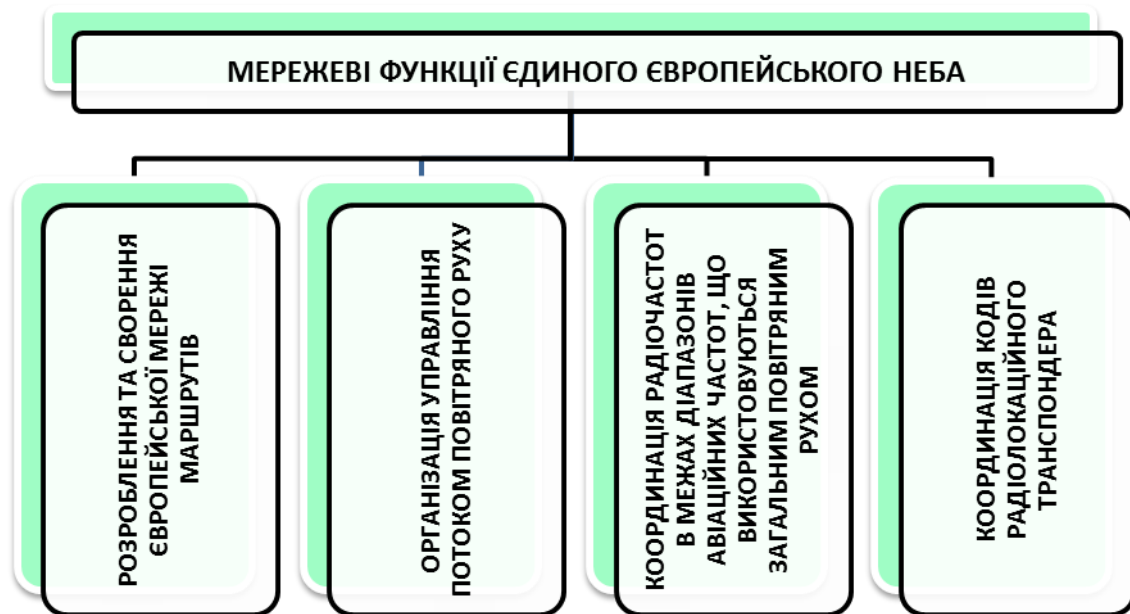 МЕРЕЖЕВІ ФУНКЦІЇ ЄДИНОГО ЄВРОПЕЙСЬКОГО НЕБА
РОЗРОБЛЕННЯ ТА СВОРЕННЯ
ЄВРОПЕЙСЬКОЇ МЕРЕЖІ
МАРШРУТІВ
ОРГАНІЗАЦІЯ УПРАВЛІННЯ
ПОТОКОМ ПОВІТРЯНОГО РУХУ
КООРДИНАЦІЯ РАДІОЧАСТОТ
В МЕЖАХ ДІАПАЗОНІВ
АВІАЦІЙНИХ ЧАСТОТ, ЩО
ВИКОРИСТОВУЮТЬСЯ
ЗАГАЛЬНИМ ПОВІТРЯНИМ
РУХОМ
КООРДИНАЦІЯ КОДІВ
РАДІОЛОКАЦІЙНОГО
ТРАНСПОНДЕРА